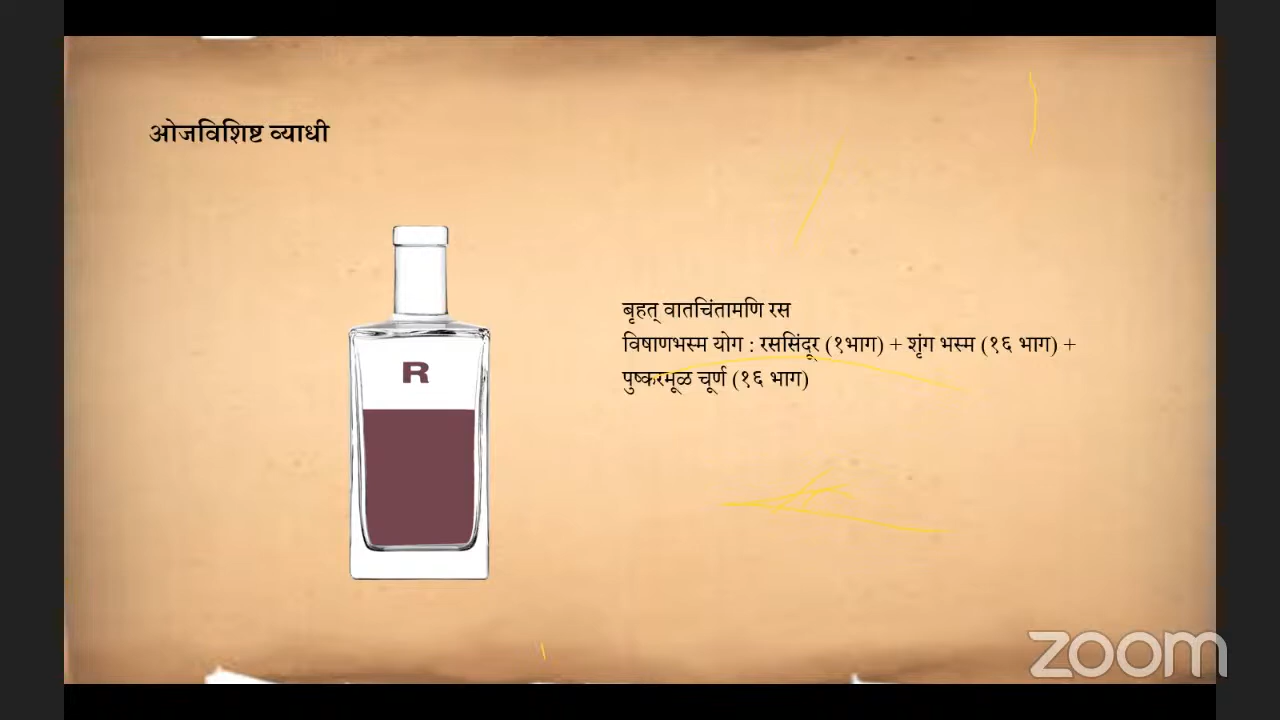 ओजविशिष्ट व्याधी
R
बृहत् वातचिंतामणि रस
विषाणभस्म योग : रससिंदूर (१भाग) + शृंग भस्म (१६ भाग) +
पुष्करमूळ चूर्ण (१६ भाग)
zoom